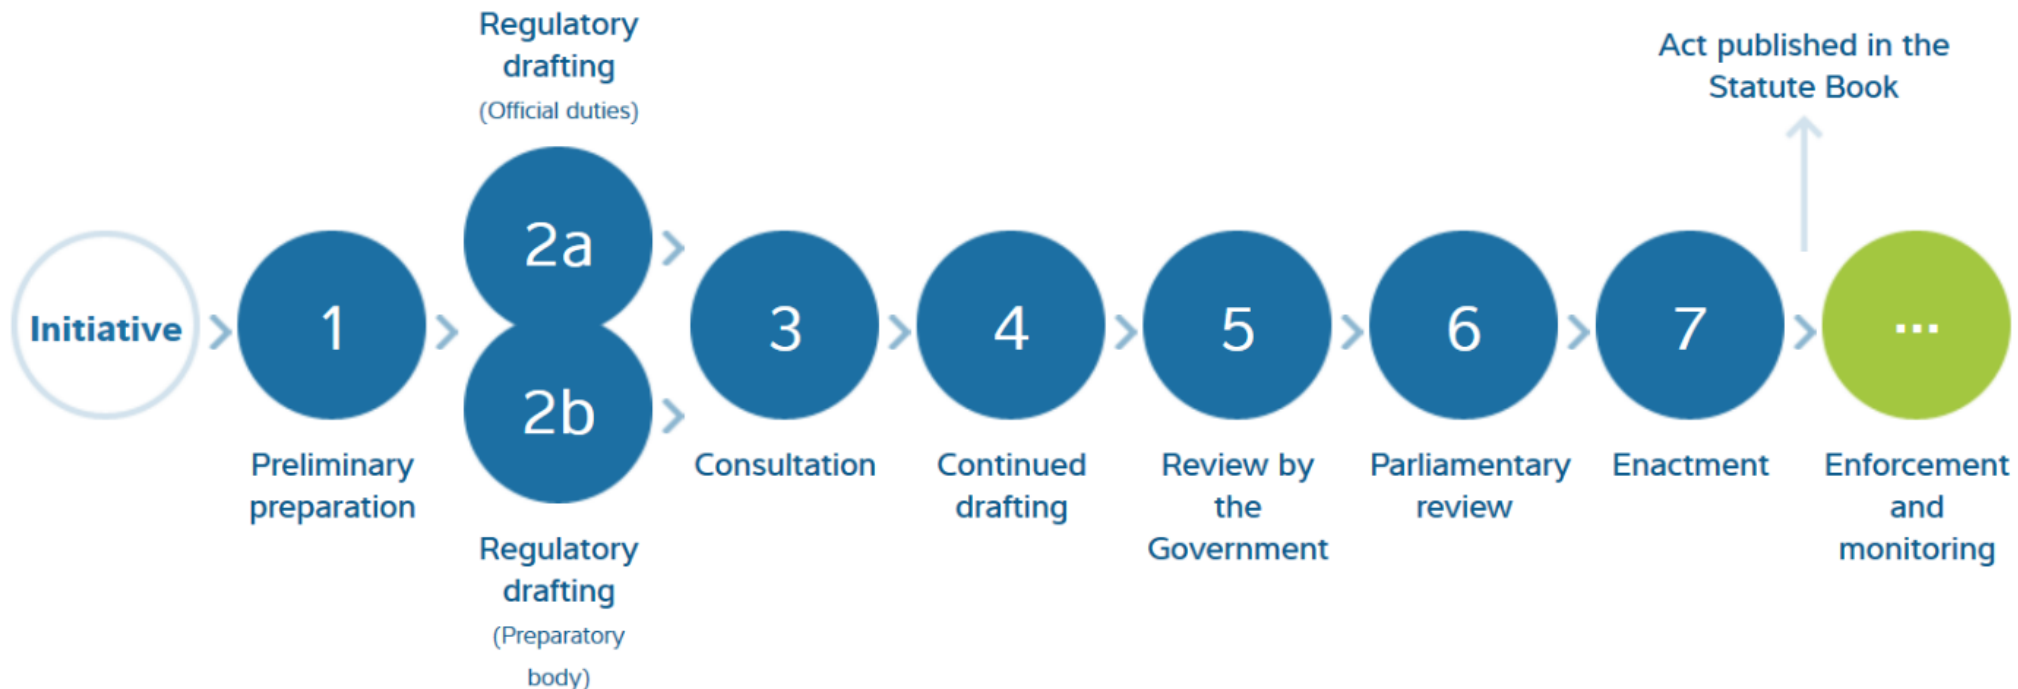 Regulatory
drafting
(Official duties)
Act published in the
Statute Book
Initiative
1
2a
2b
3
4
5
6
7
...
Preliminary
preparation
Regulatory
drafting
(Preparatory
body)
Consultation
Continued
drafting
Review by
the
Government
Parliamentary
review
Enactment
Enforcement
and
monitoring